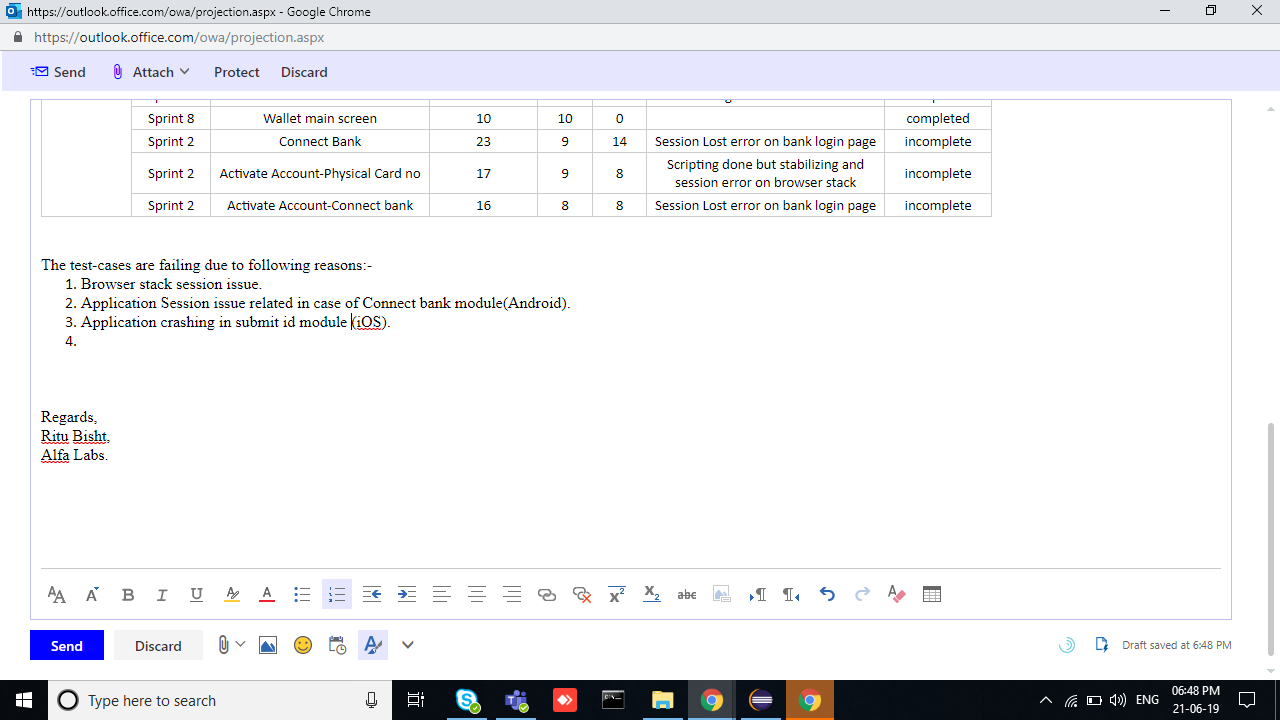 https://outlook.office.com/owa/projection.aspx - Google Chrome
https://outlook.office.com/owa/projection.aspx
Send Attach Protect Discard
Sprint 8 Wallet main screen 10 10 0 completed
Sprint 2 Connect Bank 23 9 14 Session Lost error on bank login page incomplete
Sprint 2 Activate Account-Physical Card no 17 9 8 Scripting done but stabilizing and session error on browser stack incomplete
Sprint 2 Activate Account-Connect bank 16 8 8 Session Lost error on bank login page incomplete
The test-cases are failing due to following reasons:-
1. Browser stack session issue.
2. Application Session issue related in case of Connect bank module(Android).
3. Application crashing in submit id module (iOS).
4.
Regards,
Ritu Bisht,
Alfa Labs.
Send Discard Draft saved at 6:48 PM
Type here to search ENG 06:48 PM
21-06-19